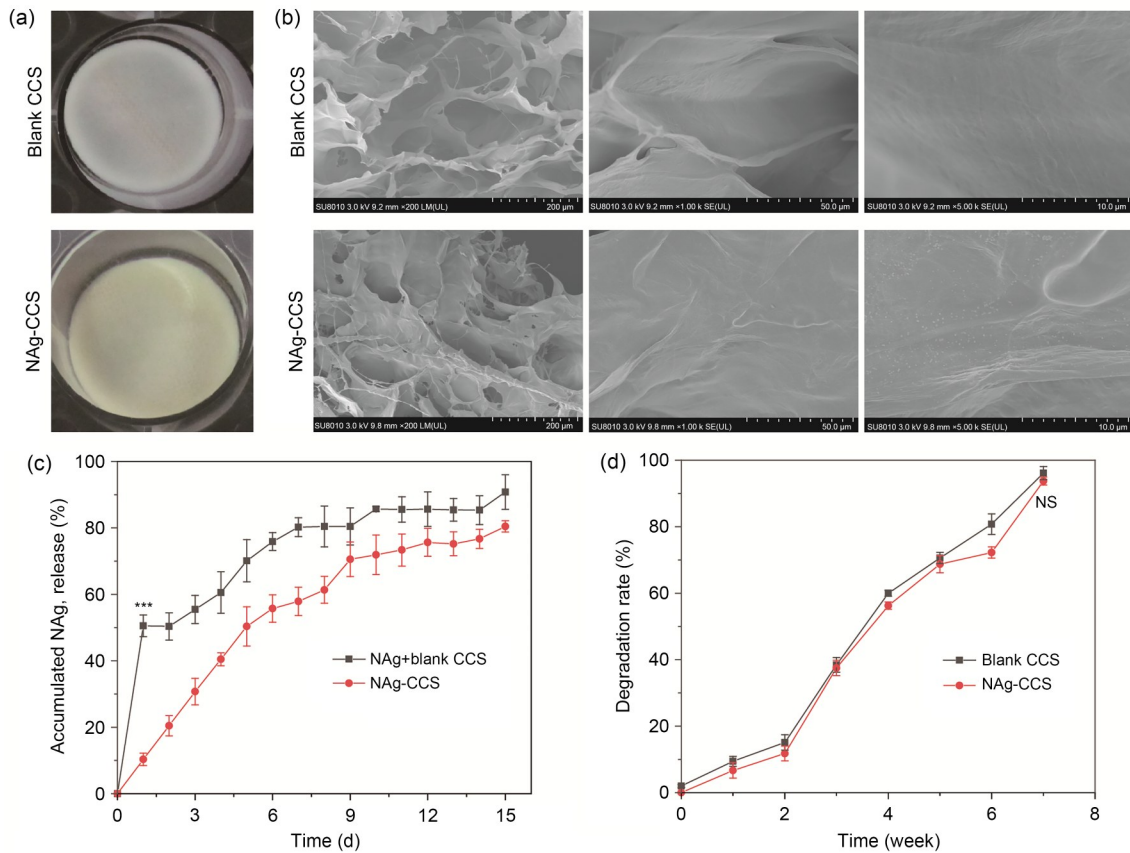 (a)
(b)
Blank CCS
Blank CCS
SU8010 3.0 kV 9.2 mm ×200 LM(UL)
200 μm
SU8010 3.0 kV 9.2 mm ×1.00 k SE(UL)
50.0 μm
SU8010 3.0 kV 9.2 mm ×5.00 k SE(UL)
10.0 μm
NAg-CCS
NAg-CCS
SU8010 3.0 kV 9.8 mm ×200 LM(UL)
200 μm
SU8010 3.0 kV 9.8 mm ×1.00 k SE(UL)
50.0 μm
SU8010 3.0 kV 9.8 mm ×5.00 k SE(UL)
10.0 μm
(c)
Accumulated NAg, release (%)
100
80
60
40
20
0
***
NAg+blank CCS
NAg-CCS
0 3 6 9 12 15
Time (d)
(d)
Degradation rate (%)
100
80
60
40
20
0
NS
Blank CCS
NAg-CCS
0 2 4 6 8
Time (week)